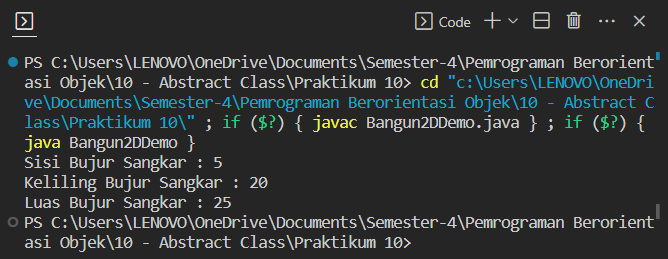 Code
PS C:\Users\LENOVO\OneDrive\Documents\Semester-4\Pemrograman Berorient
asi Objek\10 - Abstract Class\Praktikum 10> cd "c:\Users\LENOVO\OneDri
ve\Documents\Semester-4\Pemrograman Berorientasi Objek\10 - Abstract C
lass\Praktikum 10\" ; if ($?) { javac Bangun2DDemo.java } ; if ($?) {
java Bangun2DDemo }
Sisi Bujur Sangkar : 5
Keliling Bujur Sangkar : 20
Luas Bujur Sangkar : 25
PS C:\Users\LENOVO\OneDrive\Documents\Semester-4\Pemrograman Berorient
asi Objek\10 - Abstract Class\Praktikum 10>